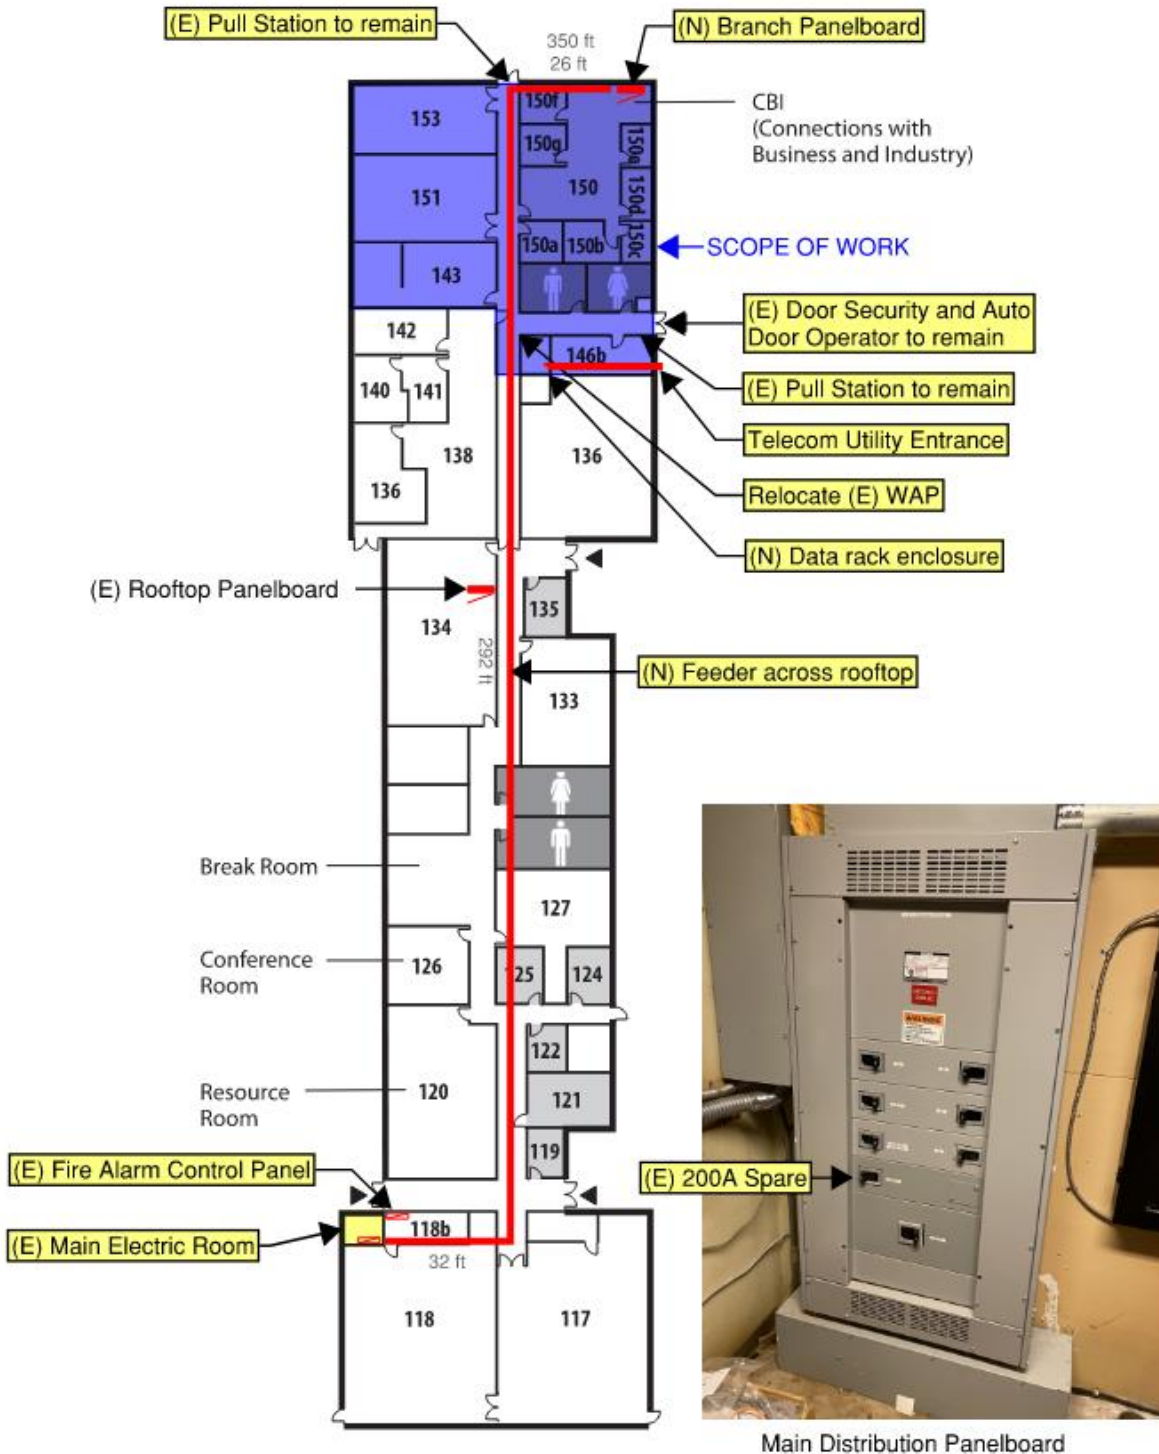 (E) Pull Station to remain
350 ft
26 ft
(N) Branch Panelboard
153
150f
CBI
(Connections with
Business and Industry)
150g
150e
151
150
150d
150a
150b
150c
SCOPE OF WORK
143
(E) Door Security and Auto
Door Operator to remain
142
146b
(E) Pull Station to remain
140
141
Telecom Utility Entrance
138
136
136
Relocate (E) WAP
(N) Data rack enclosure
(E) Rooftop Panelboard
135
134
292 ft
(N) Feeder across rooftop
133
Break Room
127
Conference
Room
126
125
124
122
Resource
Room
120
121
119
(E) Fire Alarm Control Panel
(E) 200A Spare
118b
(E) Main Electric Room
32 ft
118
117
Main Distribution Panelboard